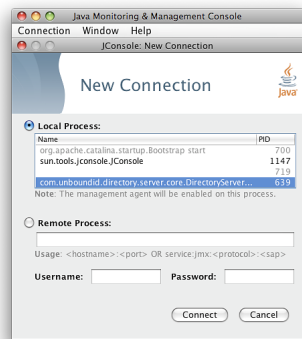 Java Monitoring & Management Console
Connection Window Help
JConsole: New Connection
New Connection
Java
Local Process:
Name PID
org.apache.catalina.startup.Bootstrap start 700
sun.tools.jconsole.JConsole 1147
719
com.unboundid.directory.server.core.DirectoryServer... 639
Note: The management agent will be enabled on this process.
Remote Process:
Usage: <hostname>:<port> OR service:jmx:<protocol>:<sap>
Username: Password:
Connect Cancel